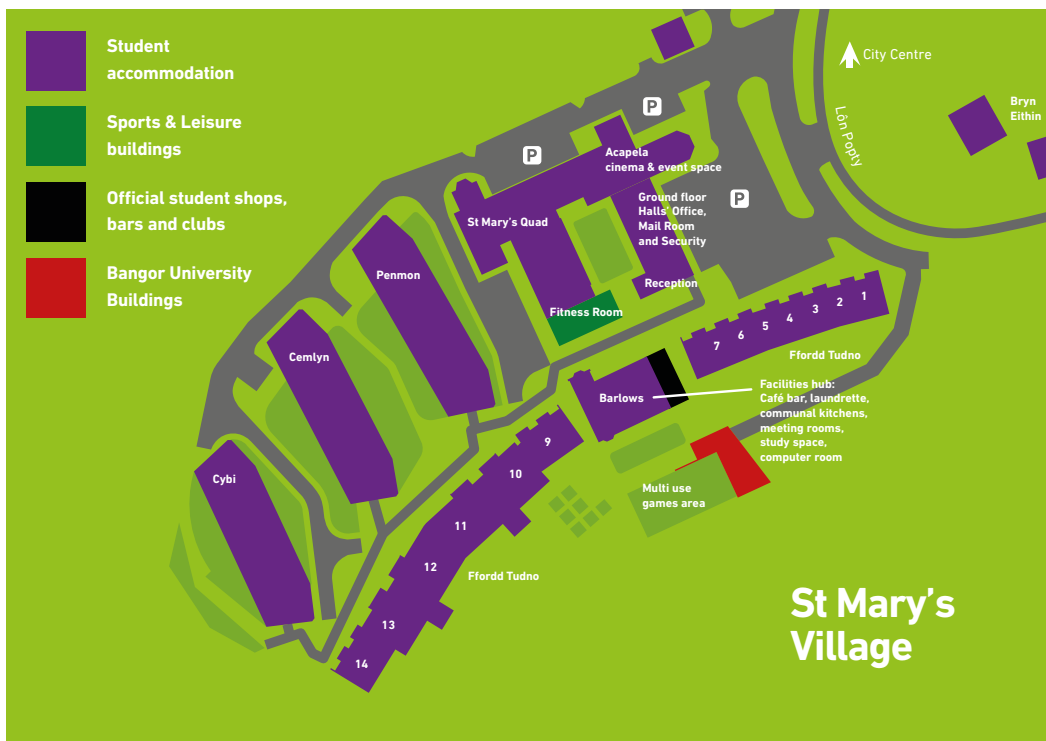 Student
accommodation
Sports & Leisure
buildings
Official student shops,
bars and clubs
Bangor University
Buildings
City Centre
Lôn Popty
Bryn
Eithin
P
P
P
Acapela
cinema & event space
Ground floor
Halls' Office,
Mail Room
and Security
Reception
St Mary's Quad
Fitness Room
Penmon
Cemlyn
Cybi
1
2
3
4
5
6
7
Ffordd Tudno
Barlows
Facilities hub:
Café bar, laundrette,
communal kitchens,
meeting rooms,
study space,
computer room
Multi use
games area
9
10
11
12
13
14
Ffordd Tudno
St Mary's
Village